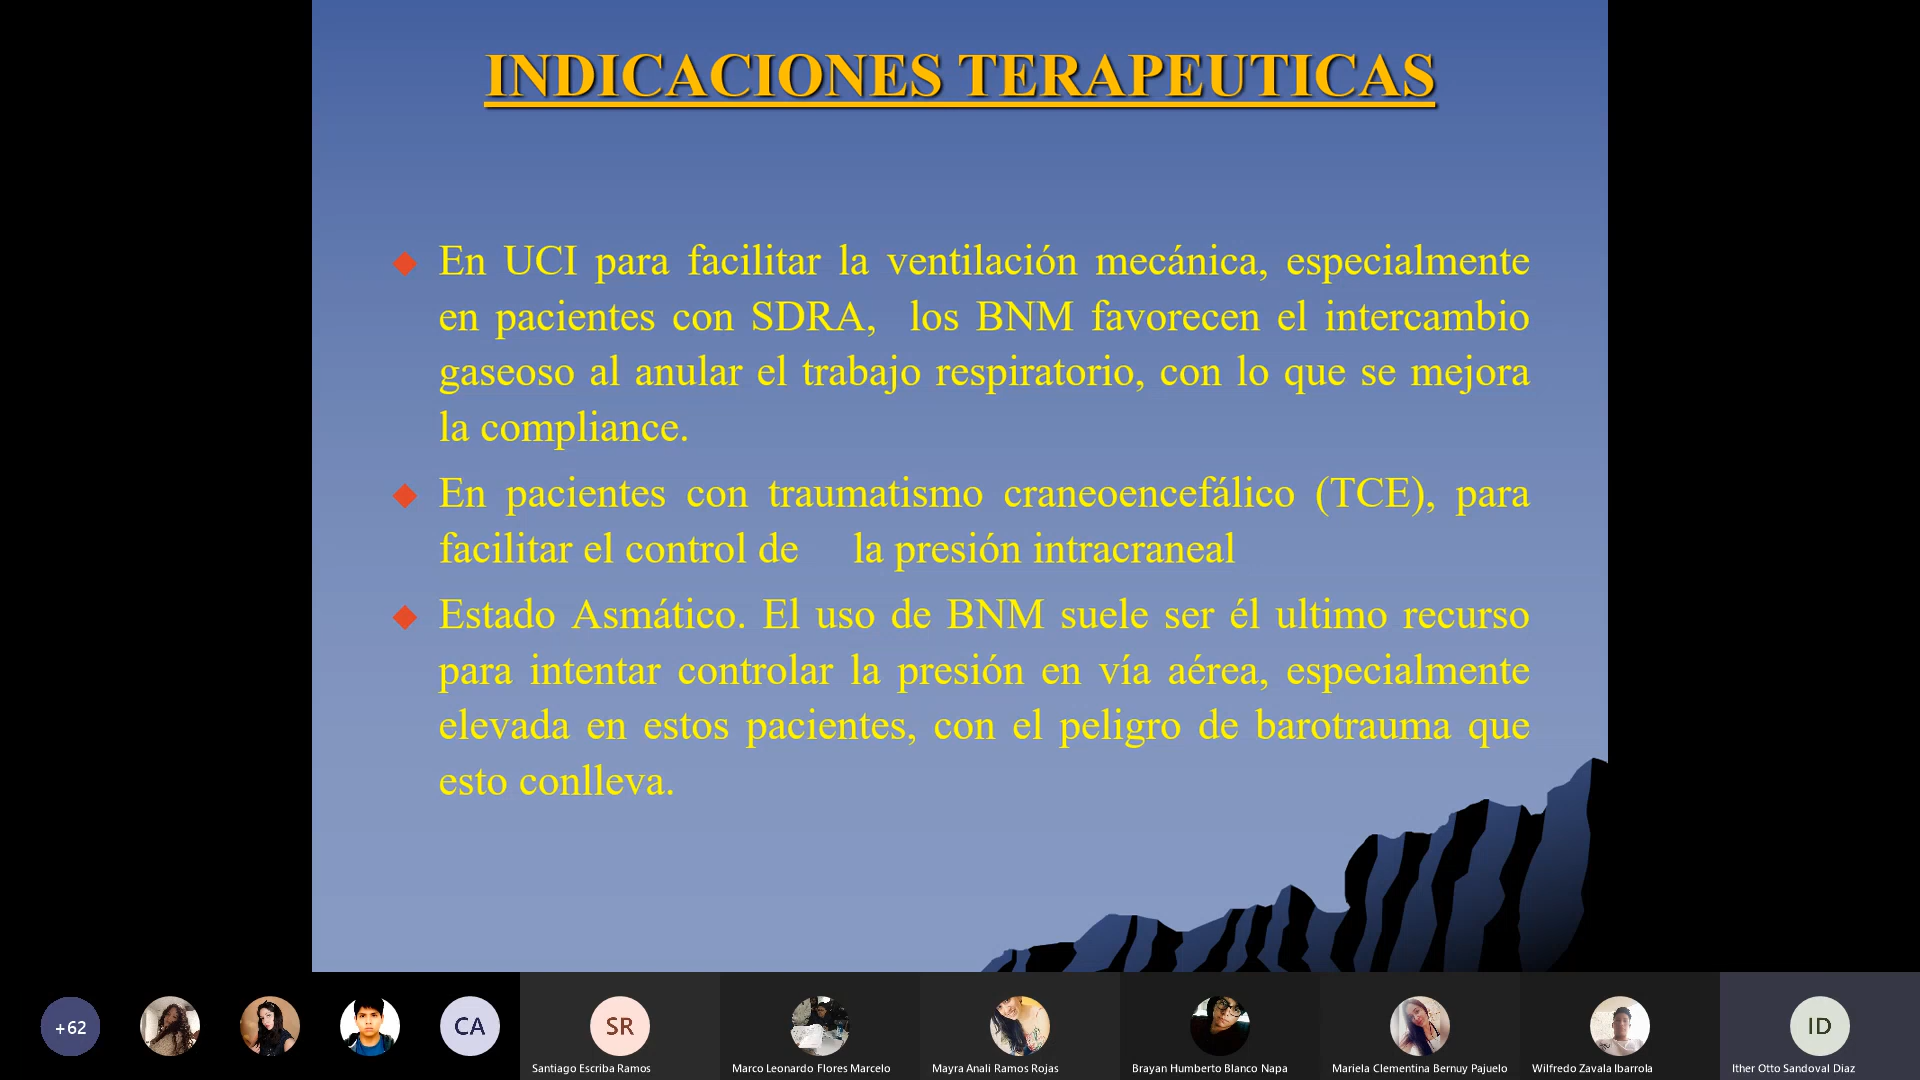 INDICACIONES TERAPEUTICAS
En UCI para facilitar la ventilación mecánica, especialmente
en pacientes con SDRA, los BNM favorecen el intercambio
gaseoso al anular el trabajo respiratorio, con lo que se mejora
la compliance.
En pacientes con traumatismo craneoencefálico (TCE), para
facilitar el control de la presión intracraneal
Estado Asmático. El uso de BNM suele ser él ultimo recurso
para intentar controlar la presión en vía aérea, especialmente
elevada en estos pacientes, con el peligro de barotrauma que
esto conlleva.
+62
CA
SR
ID
Santiago Escriba Ramos
Marco Leonardo Flores Marcelo
Mayra Anali Ramos Rojas
Brayan Humberto Blanco Napa
Mariela Clementina Bernuy Pajuelo
Wilfredo Zavala Ibarrola
Ither Otto Sandoval Diaz